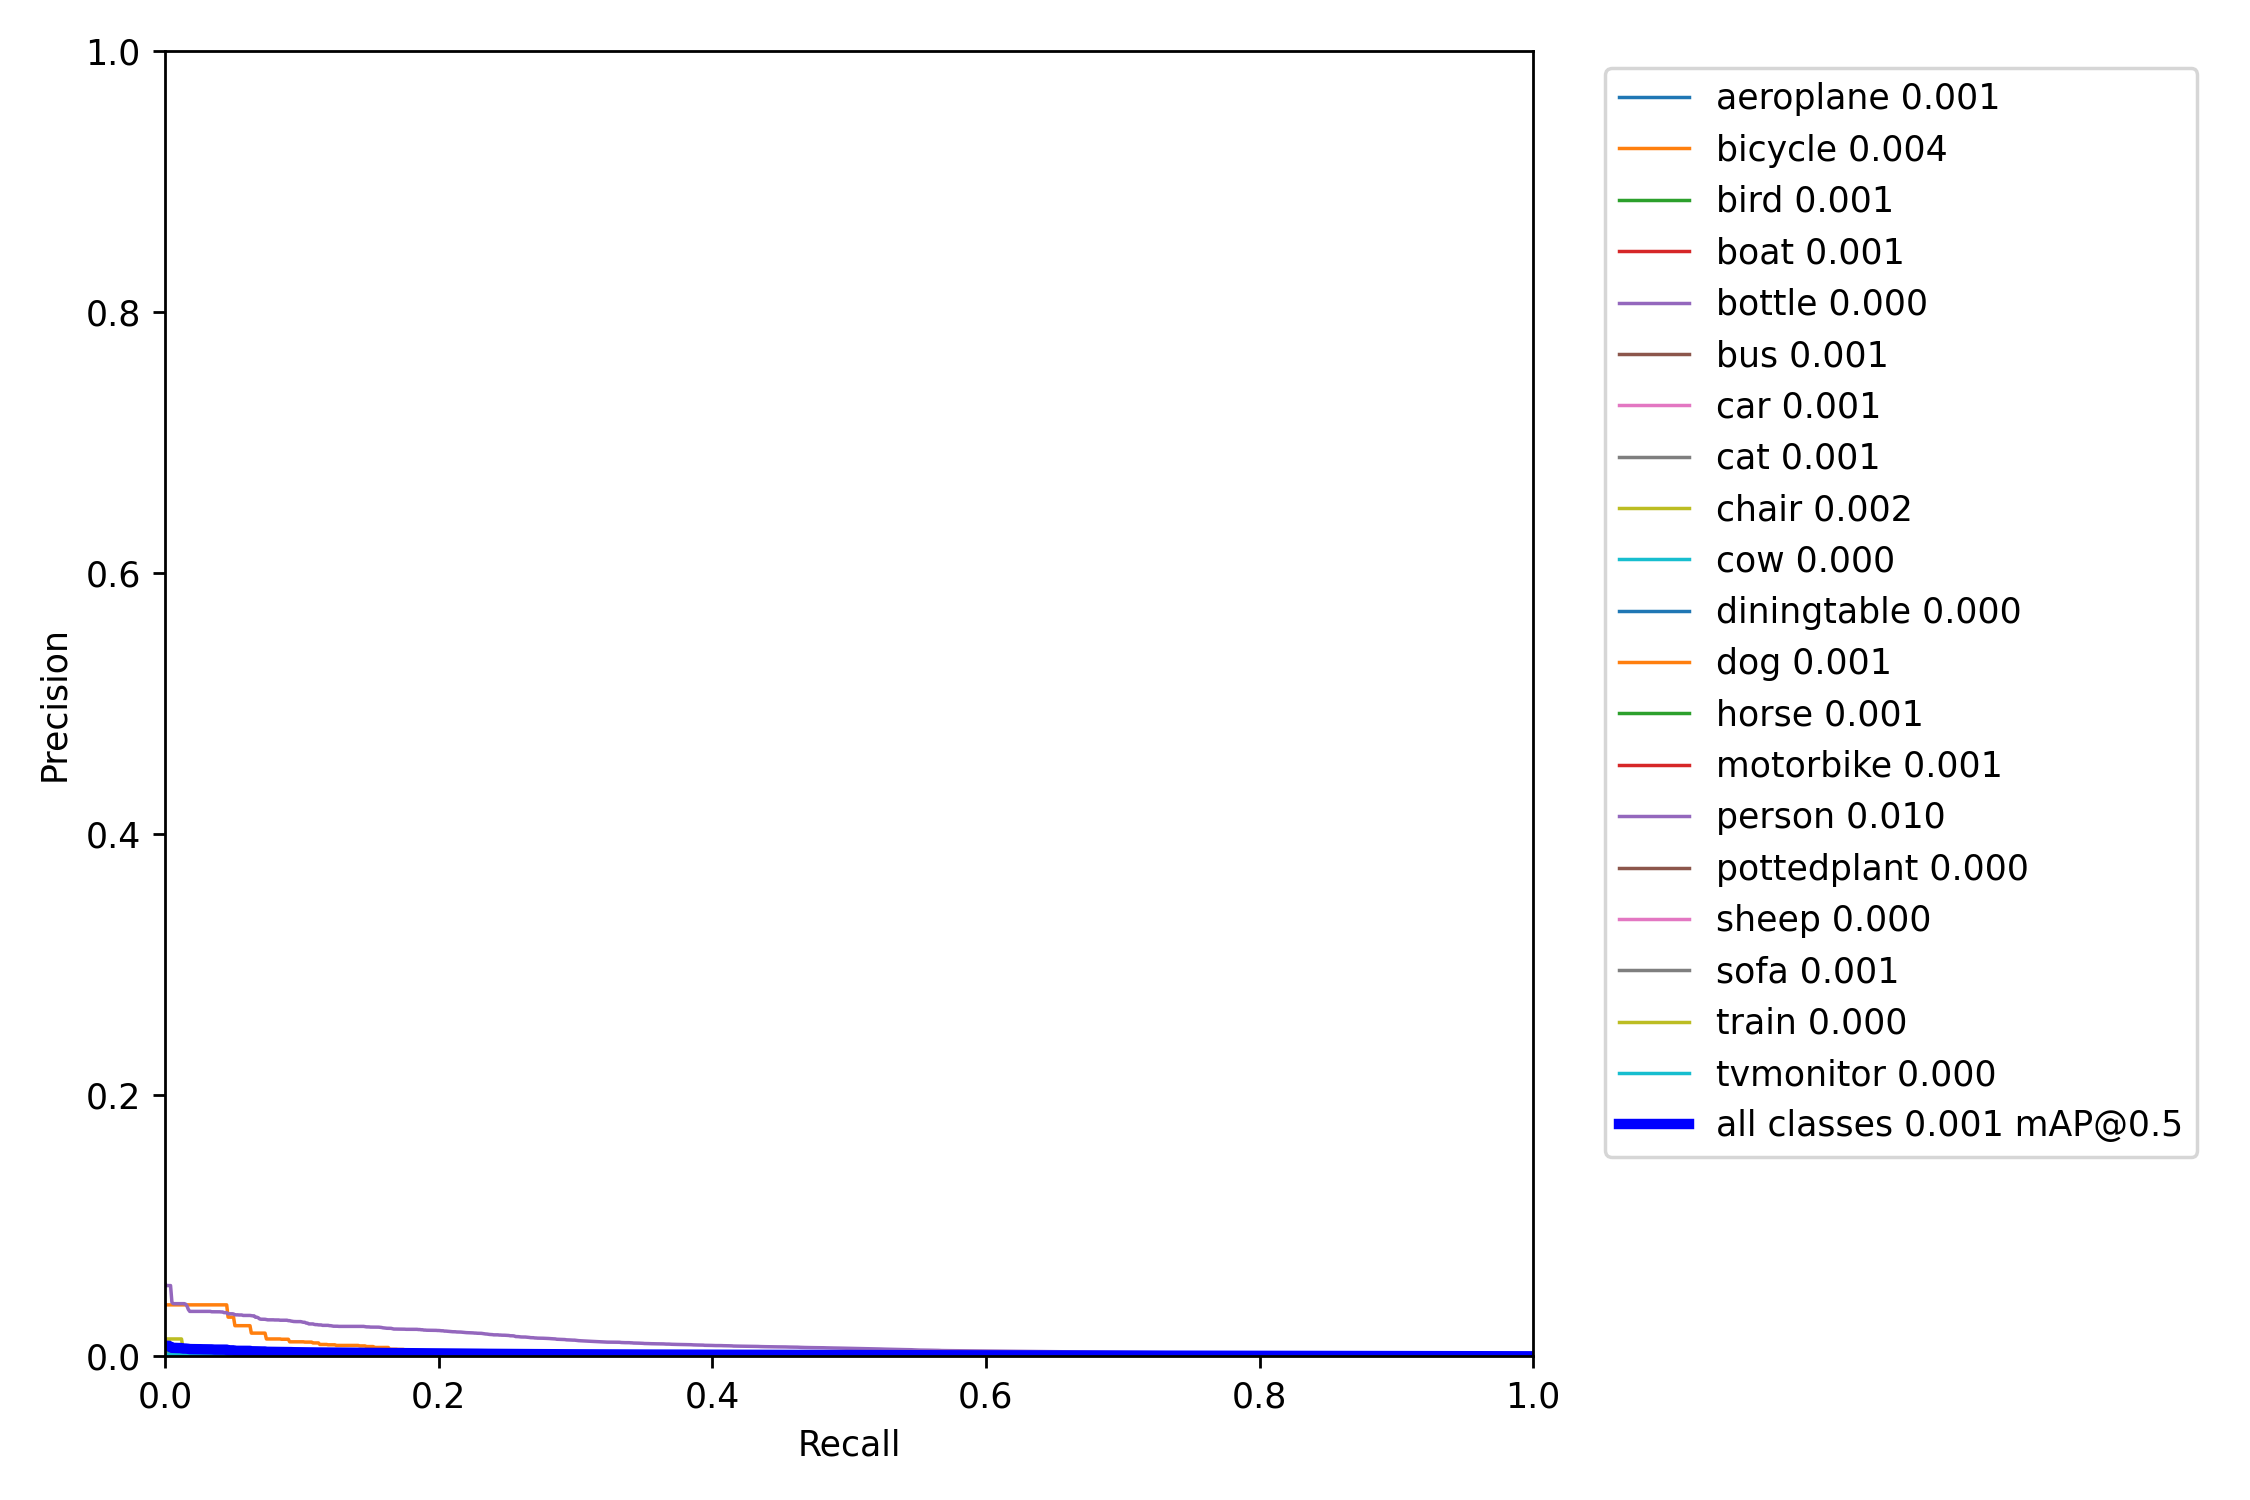 1.0
0.8
0.6
0.4
0.2
0.0
Precision
0.0 0.2 0.4 0.6 0.8 1.0
Recall
aeroplane 0.001
bicycle 0.004
bird 0.001
boat 0.001
bottle 0.000
bus 0.001
car 0.001
cat 0.001
chair 0.002
cow 0.000
diningtable 0.000
dog 0.001
horse 0.001
motorbike 0.001
person 0.010
pottedplant 0.000
sheep 0.000
sofa 0.001
train 0.000
tvmonitor 0.000
all classes 0.001 mAP@0.5